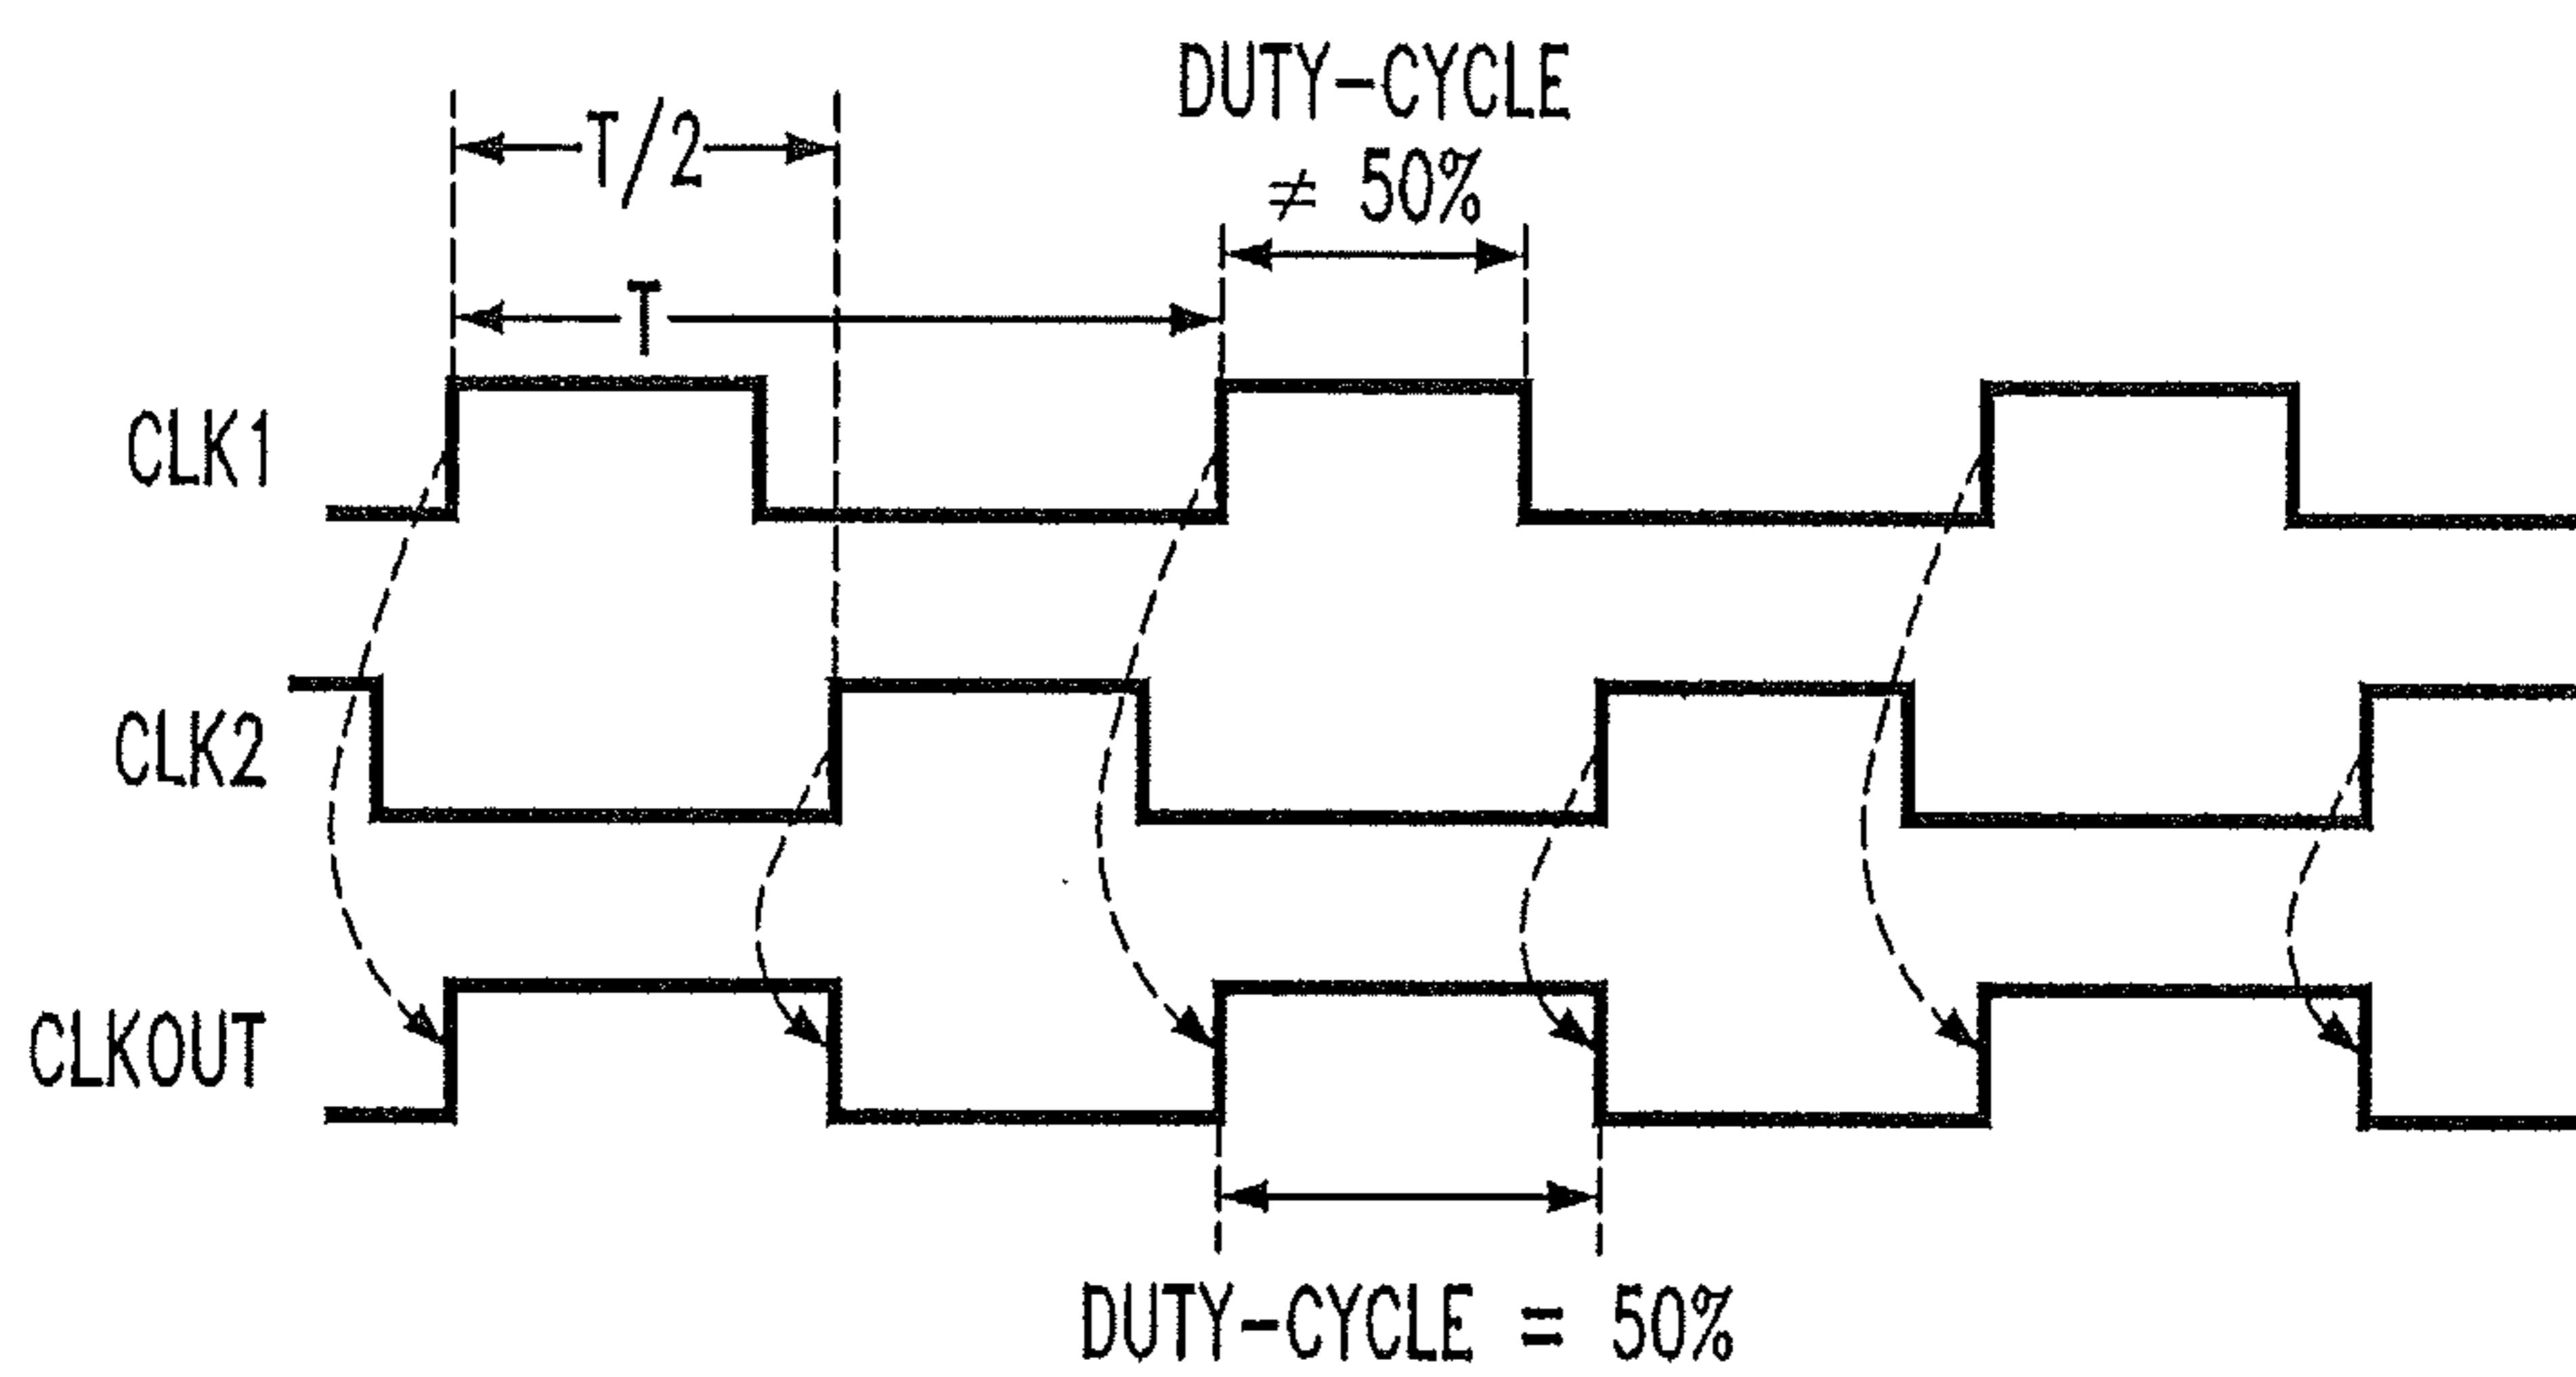 DUTY-CYCLE
≠ 50%
T/2
T
CLK1
CLK2
CLKOUT
DUTY-CYCLE = 50%